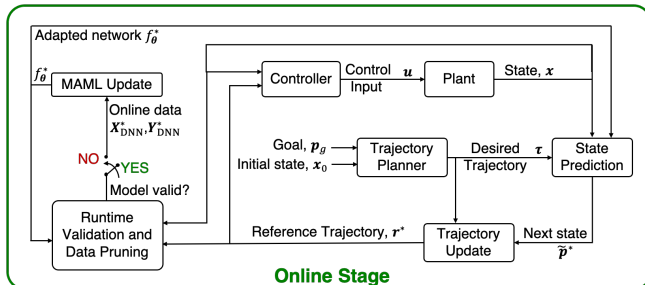 Adapted network f*θ
f*θ
MAML Update
Online data
X*DNN, Y*DNN
NO
YES
Model valid?
Runtime
Validation and
Data Pruning
Controller
Control
Input
u
Plant
State, x
Goal, pg
Initial state, x0
Trajectory
Planner
Desired
Trajectory
τ
State
Prediction
Reference Trajectory, r*
Trajectory
Update
Next state
p̃*
Online Stage